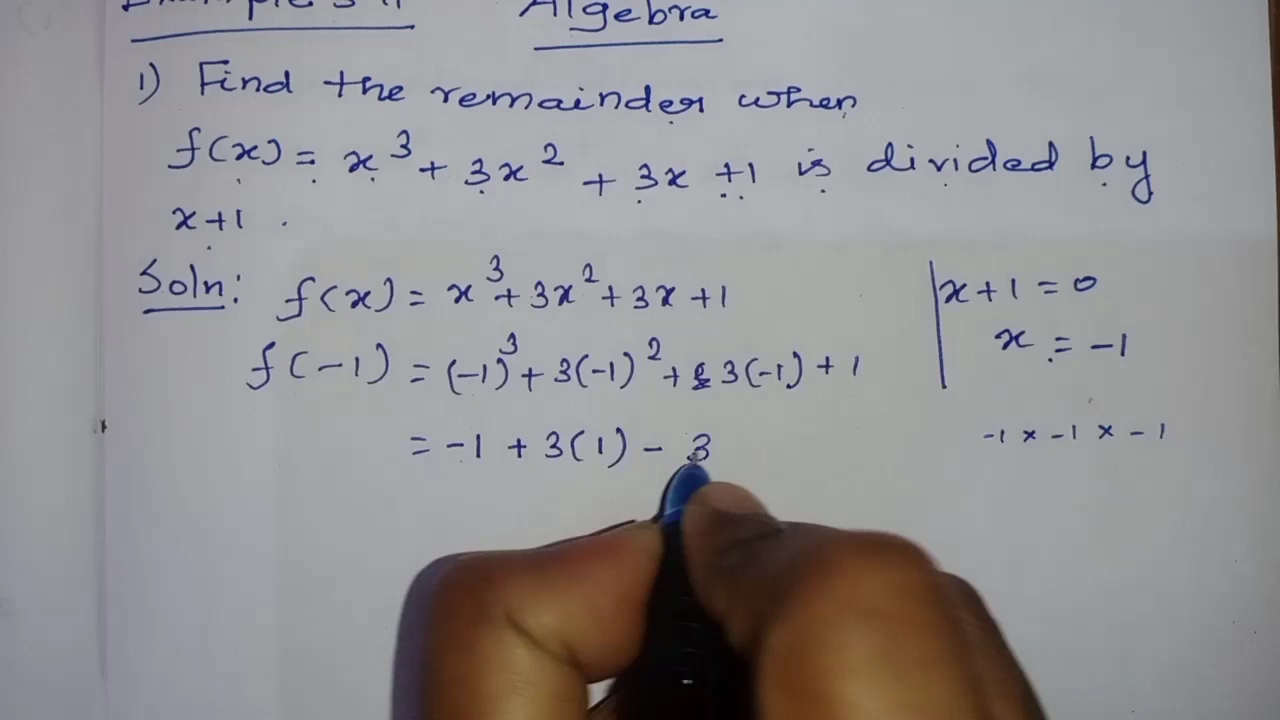 Algebra
1) Find the remainder when
f(x) = x³ + 3x² + 3x + 1 is divided by
x+1 .
Soln: f(x) = x³ + 3x² + 3x + 1
x + 1 = 0
x = -1
f(-1) = (-1)³ + 3(-1)² + 3(-1) + 1
= -1 + 3(1) - 3
-1 x -1 x -1